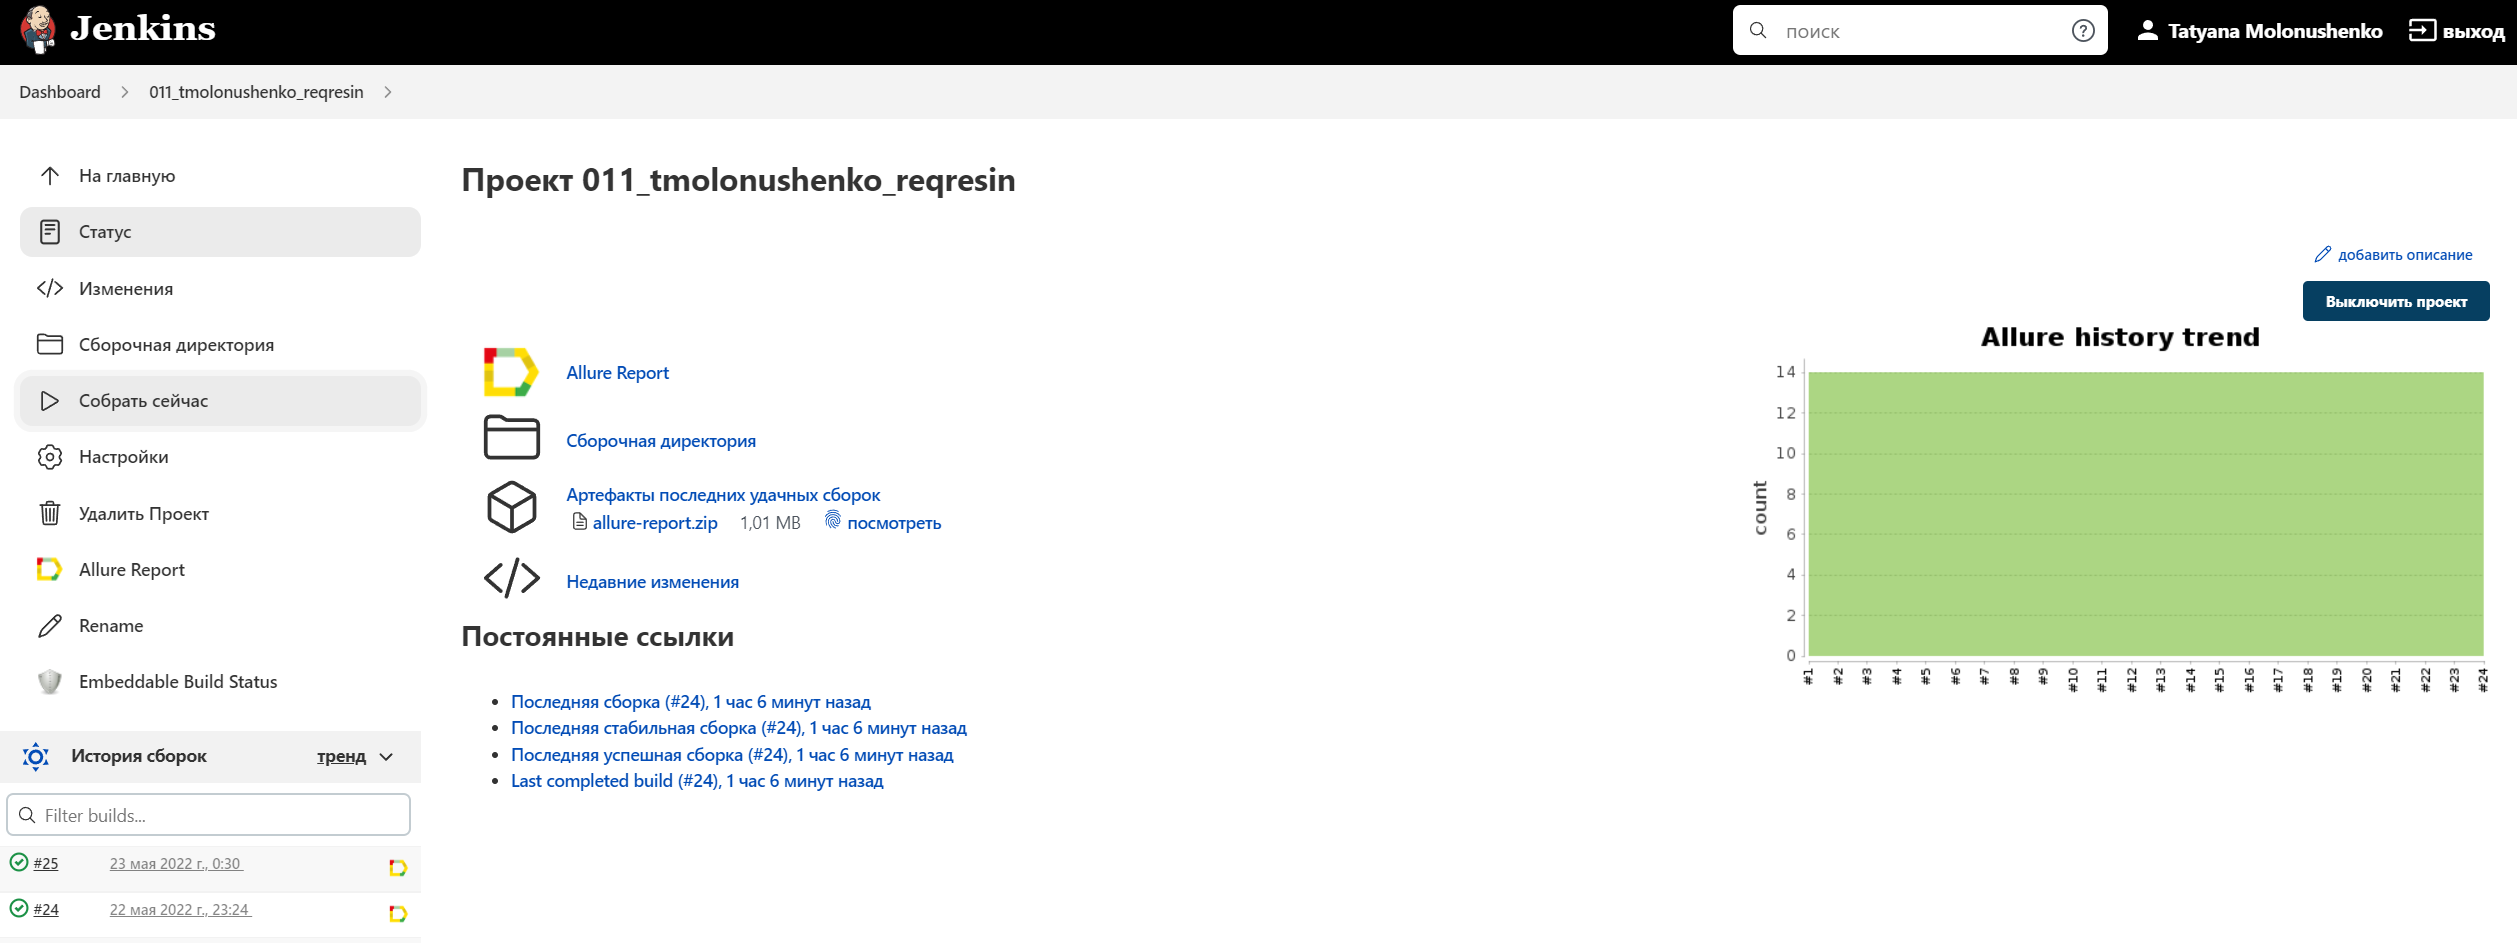 Jenkins
поиск
Tatyana Molonushenko
выход
Dashboard
011_tmolonushenko_reqresin
На главную
Статус
Изменения
Сборочная директория
Собрать сейчас
Настройки
Удалить Проект
Allure Report
Rename
Embeddable Build Status
История сборок
тренд
Filter builds...
#25 23 мая 2022 г., 0:30
#24 22 мая 2022 г., 23:24
Проект 011_tmolonushenko_reqresin
добавить описание
Выключить проект
Allure Report
Сборочная директория
Артефакты последних удачных сборок
allure-report.zip 1,01 MB посмотреть
Недавние изменения
Постоянные ссылки
Последняя сборка (#24), 1 час 6 минут назад
Последняя стабильная сборка (#24), 1 час 6 минут назад
Последняя успешная сборка (#24), 1 час 6 минут назад
Last completed build (#24), 1 час 6 минут назад
Allure history trend
count
14
12
10
8
6
4
2
0
#1 #2 #3 #4 #5 #6 #7 #8 #9 #10 #11 #12 #13 #14 #15 #16 #17 #18 #19 #20 #21 #22 #23 #24